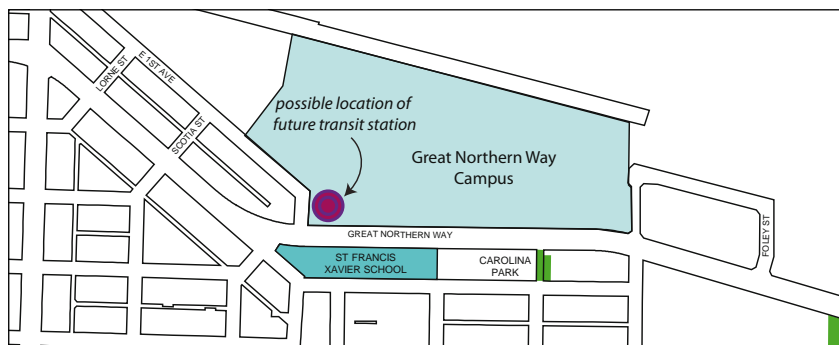 LORNE ST
E 1ST AVE
SCOTIA ST
possible location of
future transit station
Great Northern Way
Campus
GREAT NORTHERN WAY
ST FRANCIS
XAVIER SCHOOL
CAROLINA
PARK
FOLEY ST